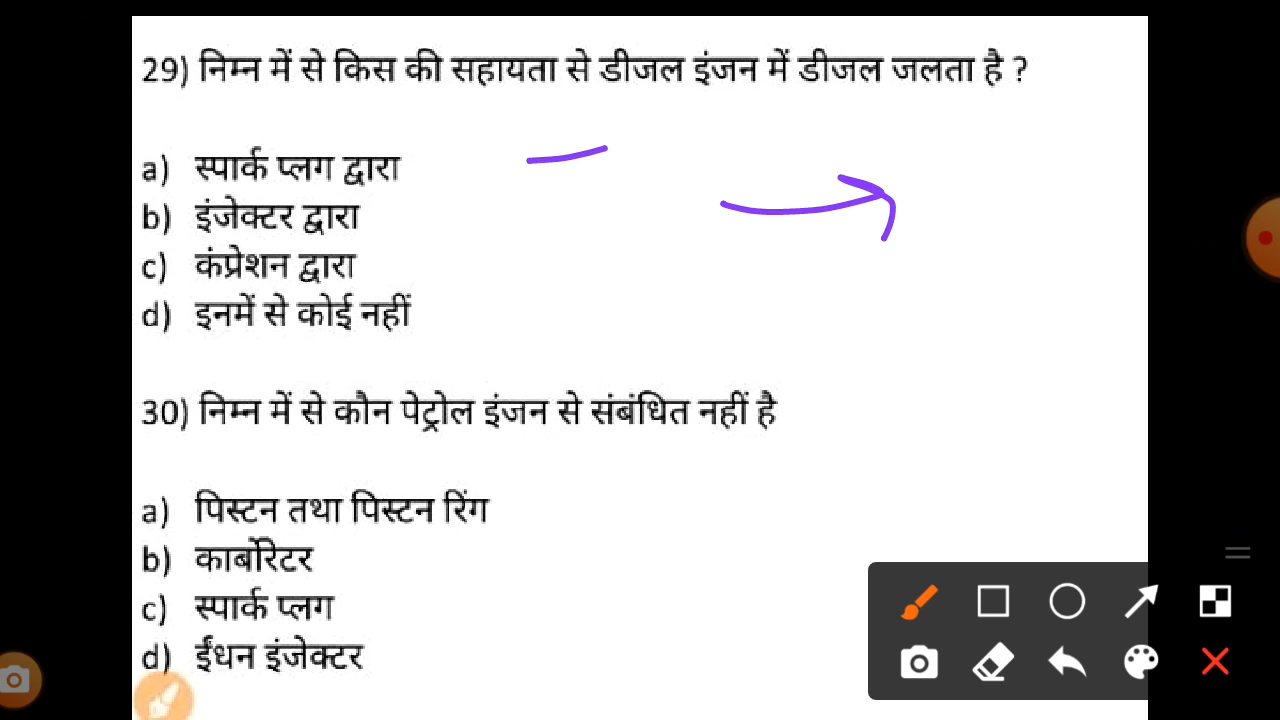 29) निम्न में से किस की सहायता से डीजल इंजन में डीजल जलता है ?
a) स्पार्क प्लग द्वारा
b) इंजेक्टर द्वारा
c) कंप्रेशन द्वारा
d) इनमें से कोई नहीं
30) निम्न में से कौन पेट्रोल इंजन से संबंधित नहीं है
a) पिस्टन तथा पिस्टन रिंग
b) कार्बोरेटर
c) स्पार्क प्लग
d) ईंधन इंजेक्टर